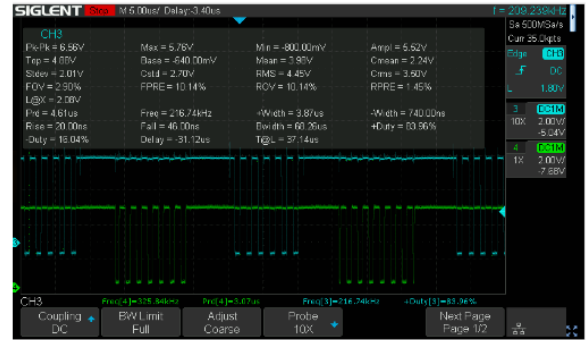 SIGLENT Stop M 5.00us/ Delay:-3.40us f = 209.239kHz
Sa 500MSa/s
Curr 35.0kpts
Edge CH3
DC
L 1.80V
CH3
Pk-Pk = 6.56V Max = 5.76V Min = -800.00mV Ampl = 5.52V
Top = 4.88V Base = -640.00mV Mean = 3.98V Cmean = 2.24V
Stdev = 2.01V Cstd = 2.70V RMS = 4.45V Crms = 3.50V
FOV = 2.90% FPRE = 10.14% ROV = 10.14% RPRE = 1.45%
L@X = 2.08V
Prd = 4.61us Freq = 216.74kHz +Width = 3.87us -Width = 740.00ns
Rise = 20.00ns Fall = 46.00ns Bwidth = 68.26us +Duty = 83.96%
-Duty = 16.04% Delay = -31.12us T@L = 37.14us
3 DC1M
10X 2.00V/
-5.04V
4 DC1M
1X 2.00V/
-7.68V
3
4
CH3 Freq[4]=325.84kHz Prd[4]=3.07us Freq[3]=216.74kHz +Duty[3]=83.96%
Coupling BW Limit Adjust Probe Next Page
DC Full Coarse 10X Page 1/2